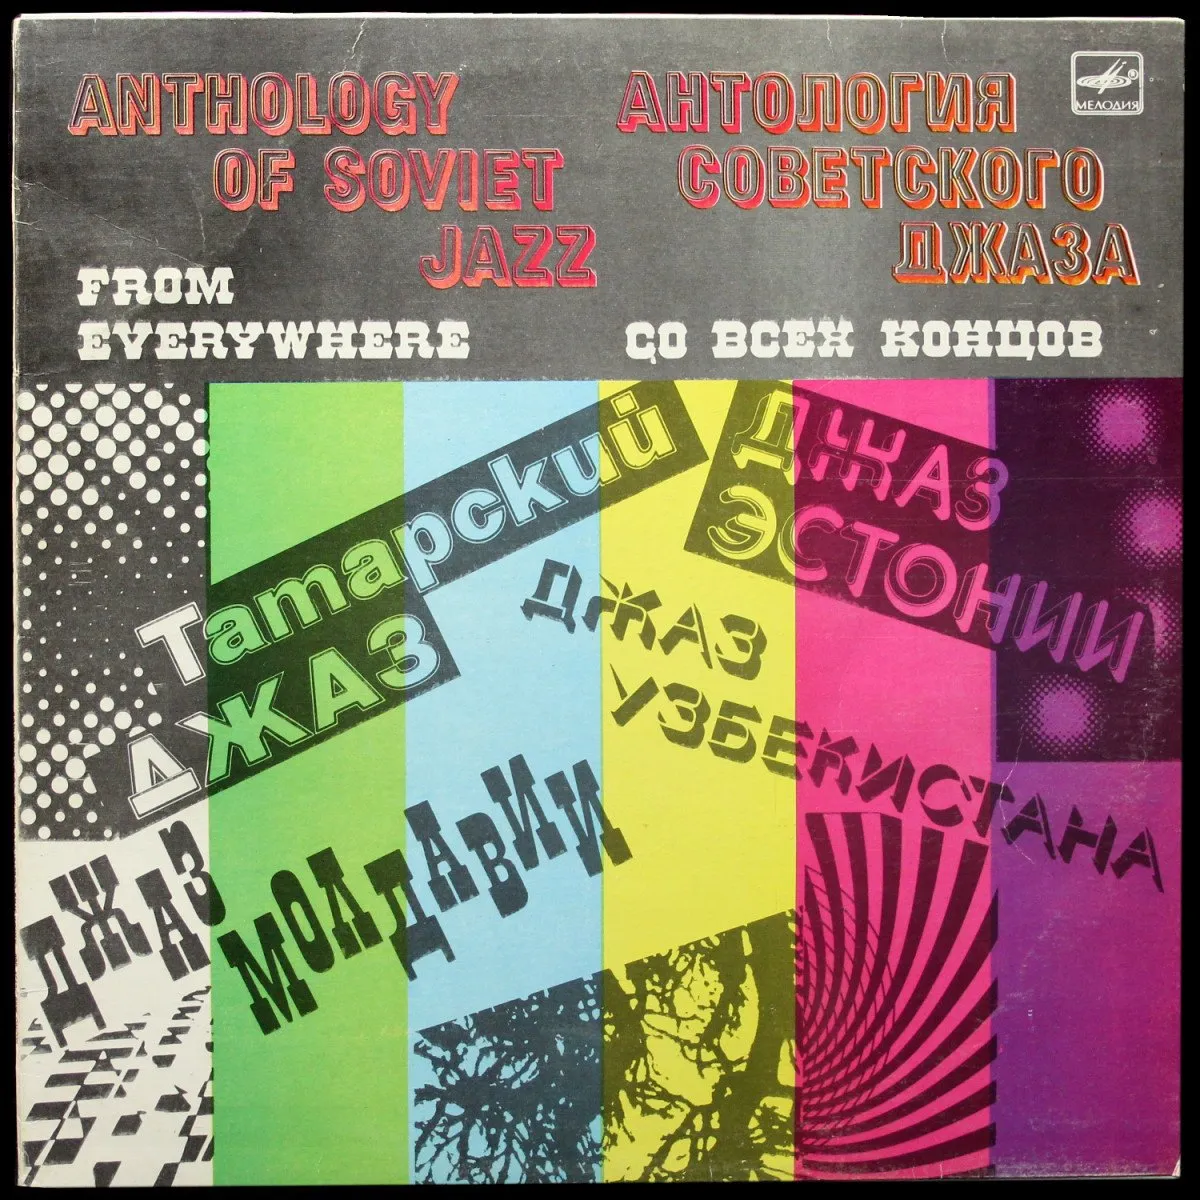 ANTHOLOGY
OF SOVIET
JAZZ
FROM
EVERYWHERE
АНТОЛОГИЯ
СОВЕТСКОГО
ДЖАЗА
СО ВСЕХ КОНЦОВ
МЕЛОДИЯ
Татарский
ДЖАЗ
ДЖАЗ
ЭСТОНИИ
ДЖАЗ
УЗБЕКИСТАНА
ДЖАЗ
МОЛДАВИИ